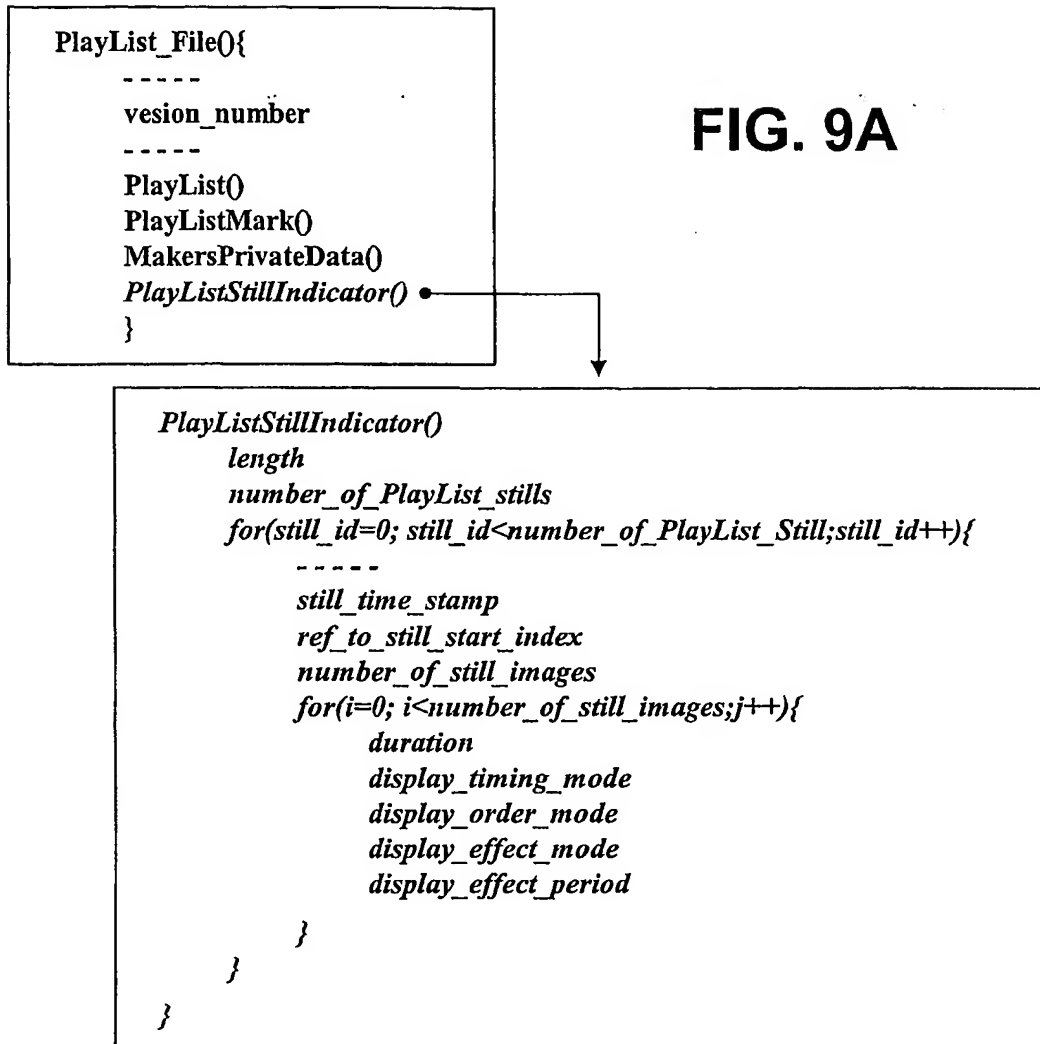 PlayList_File(){
- - - - -
vesion_number
- - - - -
PlayList()
PlayListMark()
MakersPrivateData()
PlayListStillIndicator()
}
FIG. 9A
PlayListStillIndicator()
length
number_of_PlayList_stills
for(still_id=0; still_id<number_of_PlayList_Still;still_id++){
- - - - -
still_time_stamp
ref_to_still_start_index
number_of_still_images
for(i=0; i<number_of_still_images;j++){
duration
display_timing_mode
display_order_mode
display_effect_mode
display_effect_period
}
}
}